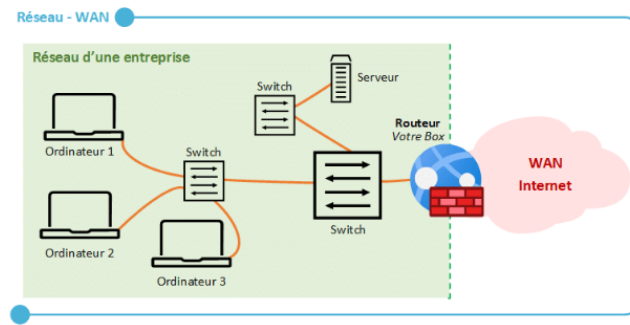 Réseau - WAN
Réseau d'une entreprise
Serveur
Switch
Routeur
Votre Box
Ordinateur 1
Switch
WAN
Internet
Switch
Ordinateur 2
Ordinateur 3